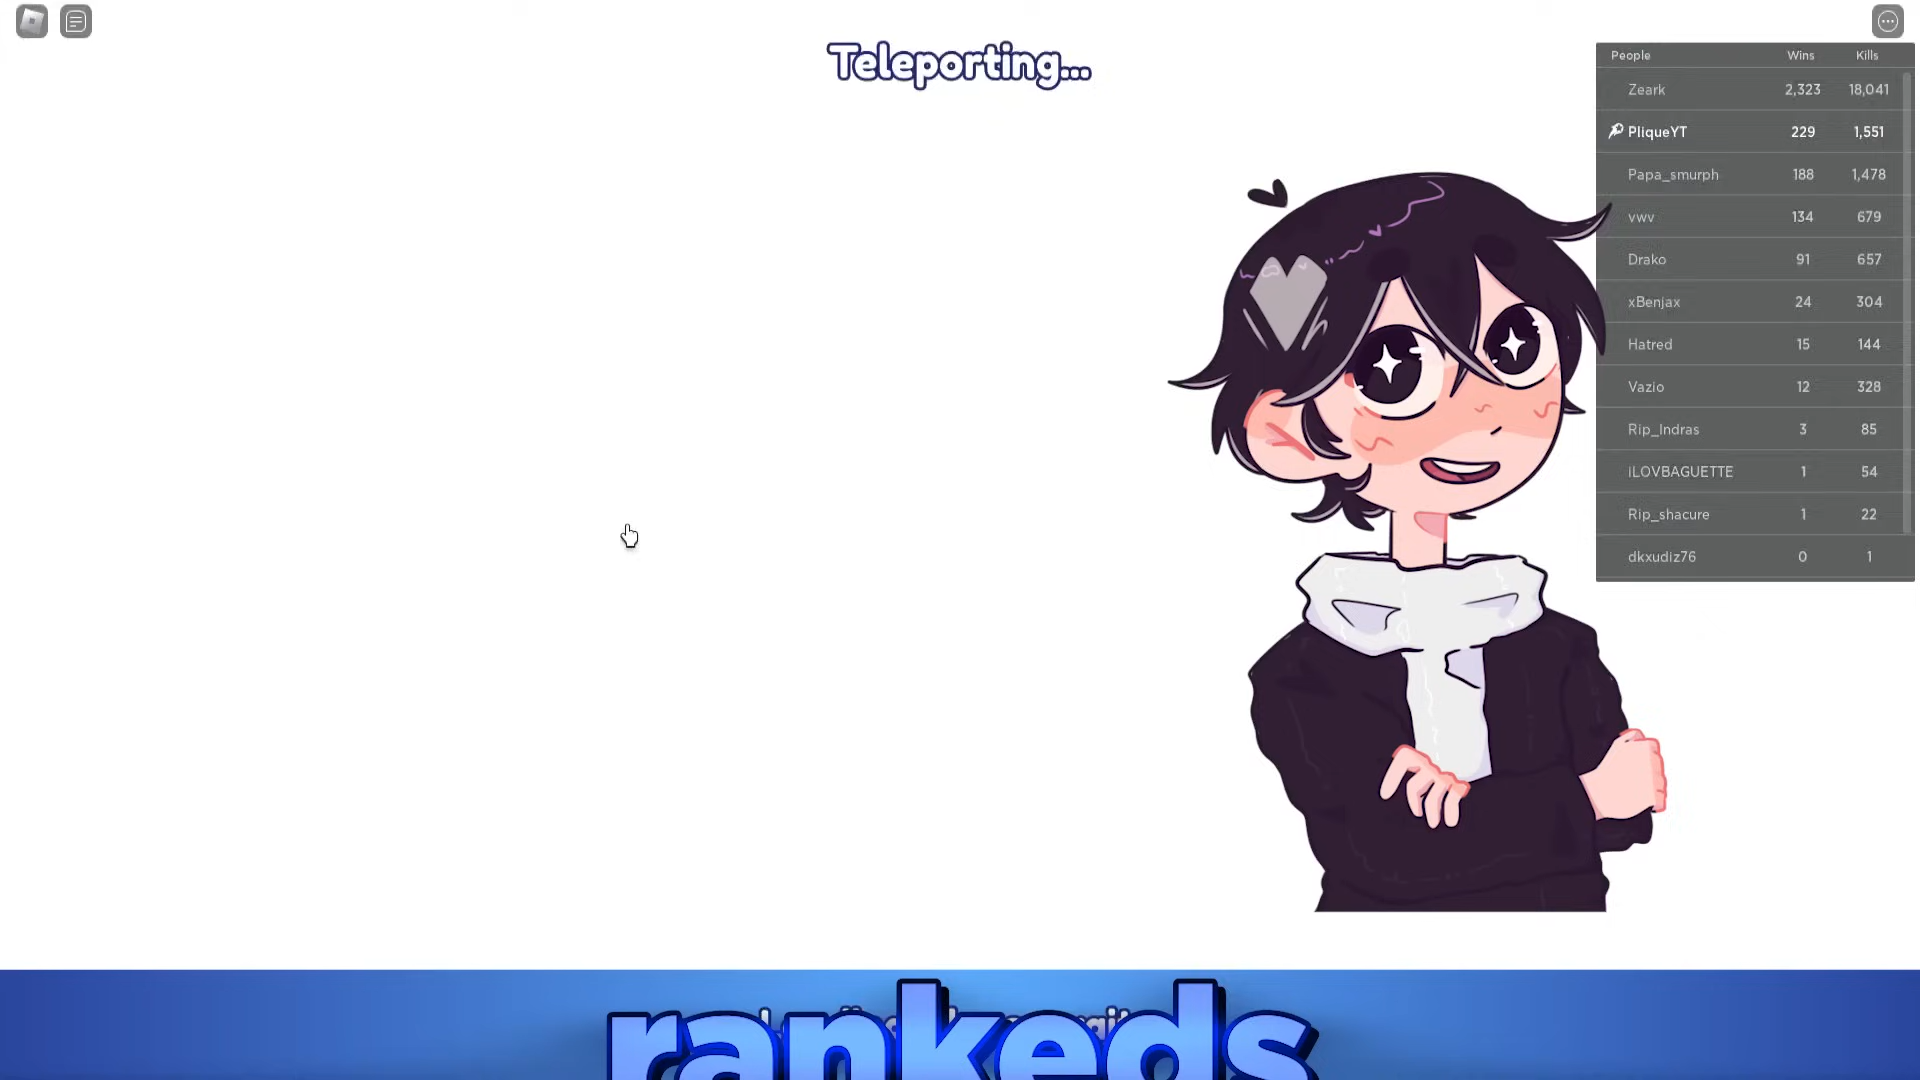 Teleporting...
People Wins Kills
Zeark 2,323 18,041
PliqueYT 229 1,551
Papa_smurph 188 1,478
vwv 134 679
Drako 91 657
xBenjax 24 304
Hatred 15 144
Vazio 12 328
Rip_Indras 3 85
iLOVBAGUETTE 1 54
Rip_shacure 1 22
dkxudiz76 0 1
rankeds